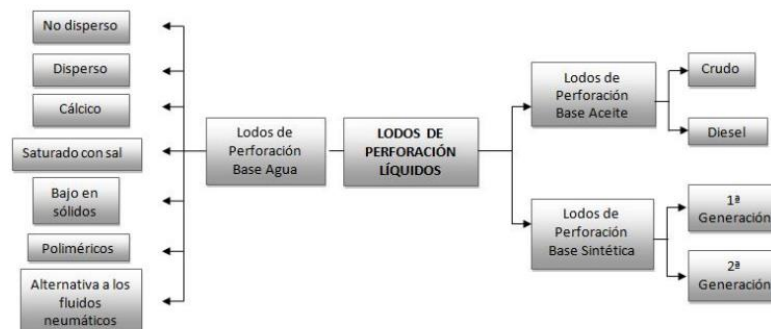 No disperso
Disperso
Cálcico
Saturado con sal
Bajo en
sólidos
Poliméricos
Alternativa a los
fluidos
neumáticos
Lodos de
Perforación
Base Agua
LODOS DE
PERFORACIÓN
LÍQUIDOS
Lodos de
Perforación
Base Aceite
Crudo
Diesel
Lodos de
Perforación
Base Sintética
1ª
Generación
2ª
Generación